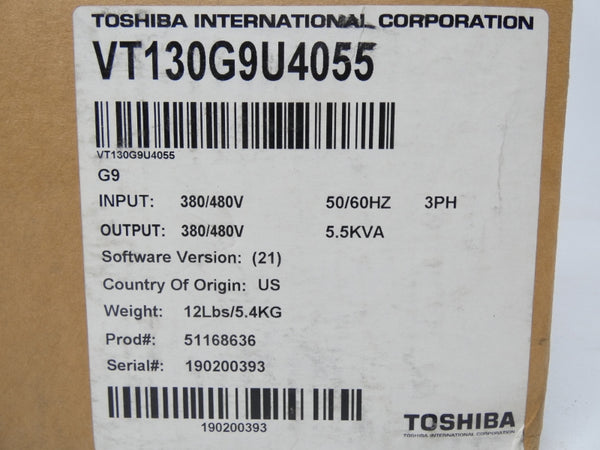 TOSHIBA INTERNATIONAL CORPORATION
VT130G9U4055
VT130G9U4055
G9
INPUT: 380/480V 50/60HZ 3PH
OUTPUT: 380/480V 5.5KVA
Software Version: (21)
Country Of Origin: US
Weight: 12Lbs/5.4KG
Prod#: 51168636
Serial#: 190200393
190200393
TOSHIBA
TOSHIBA INTERNATIONAL CORPORATION